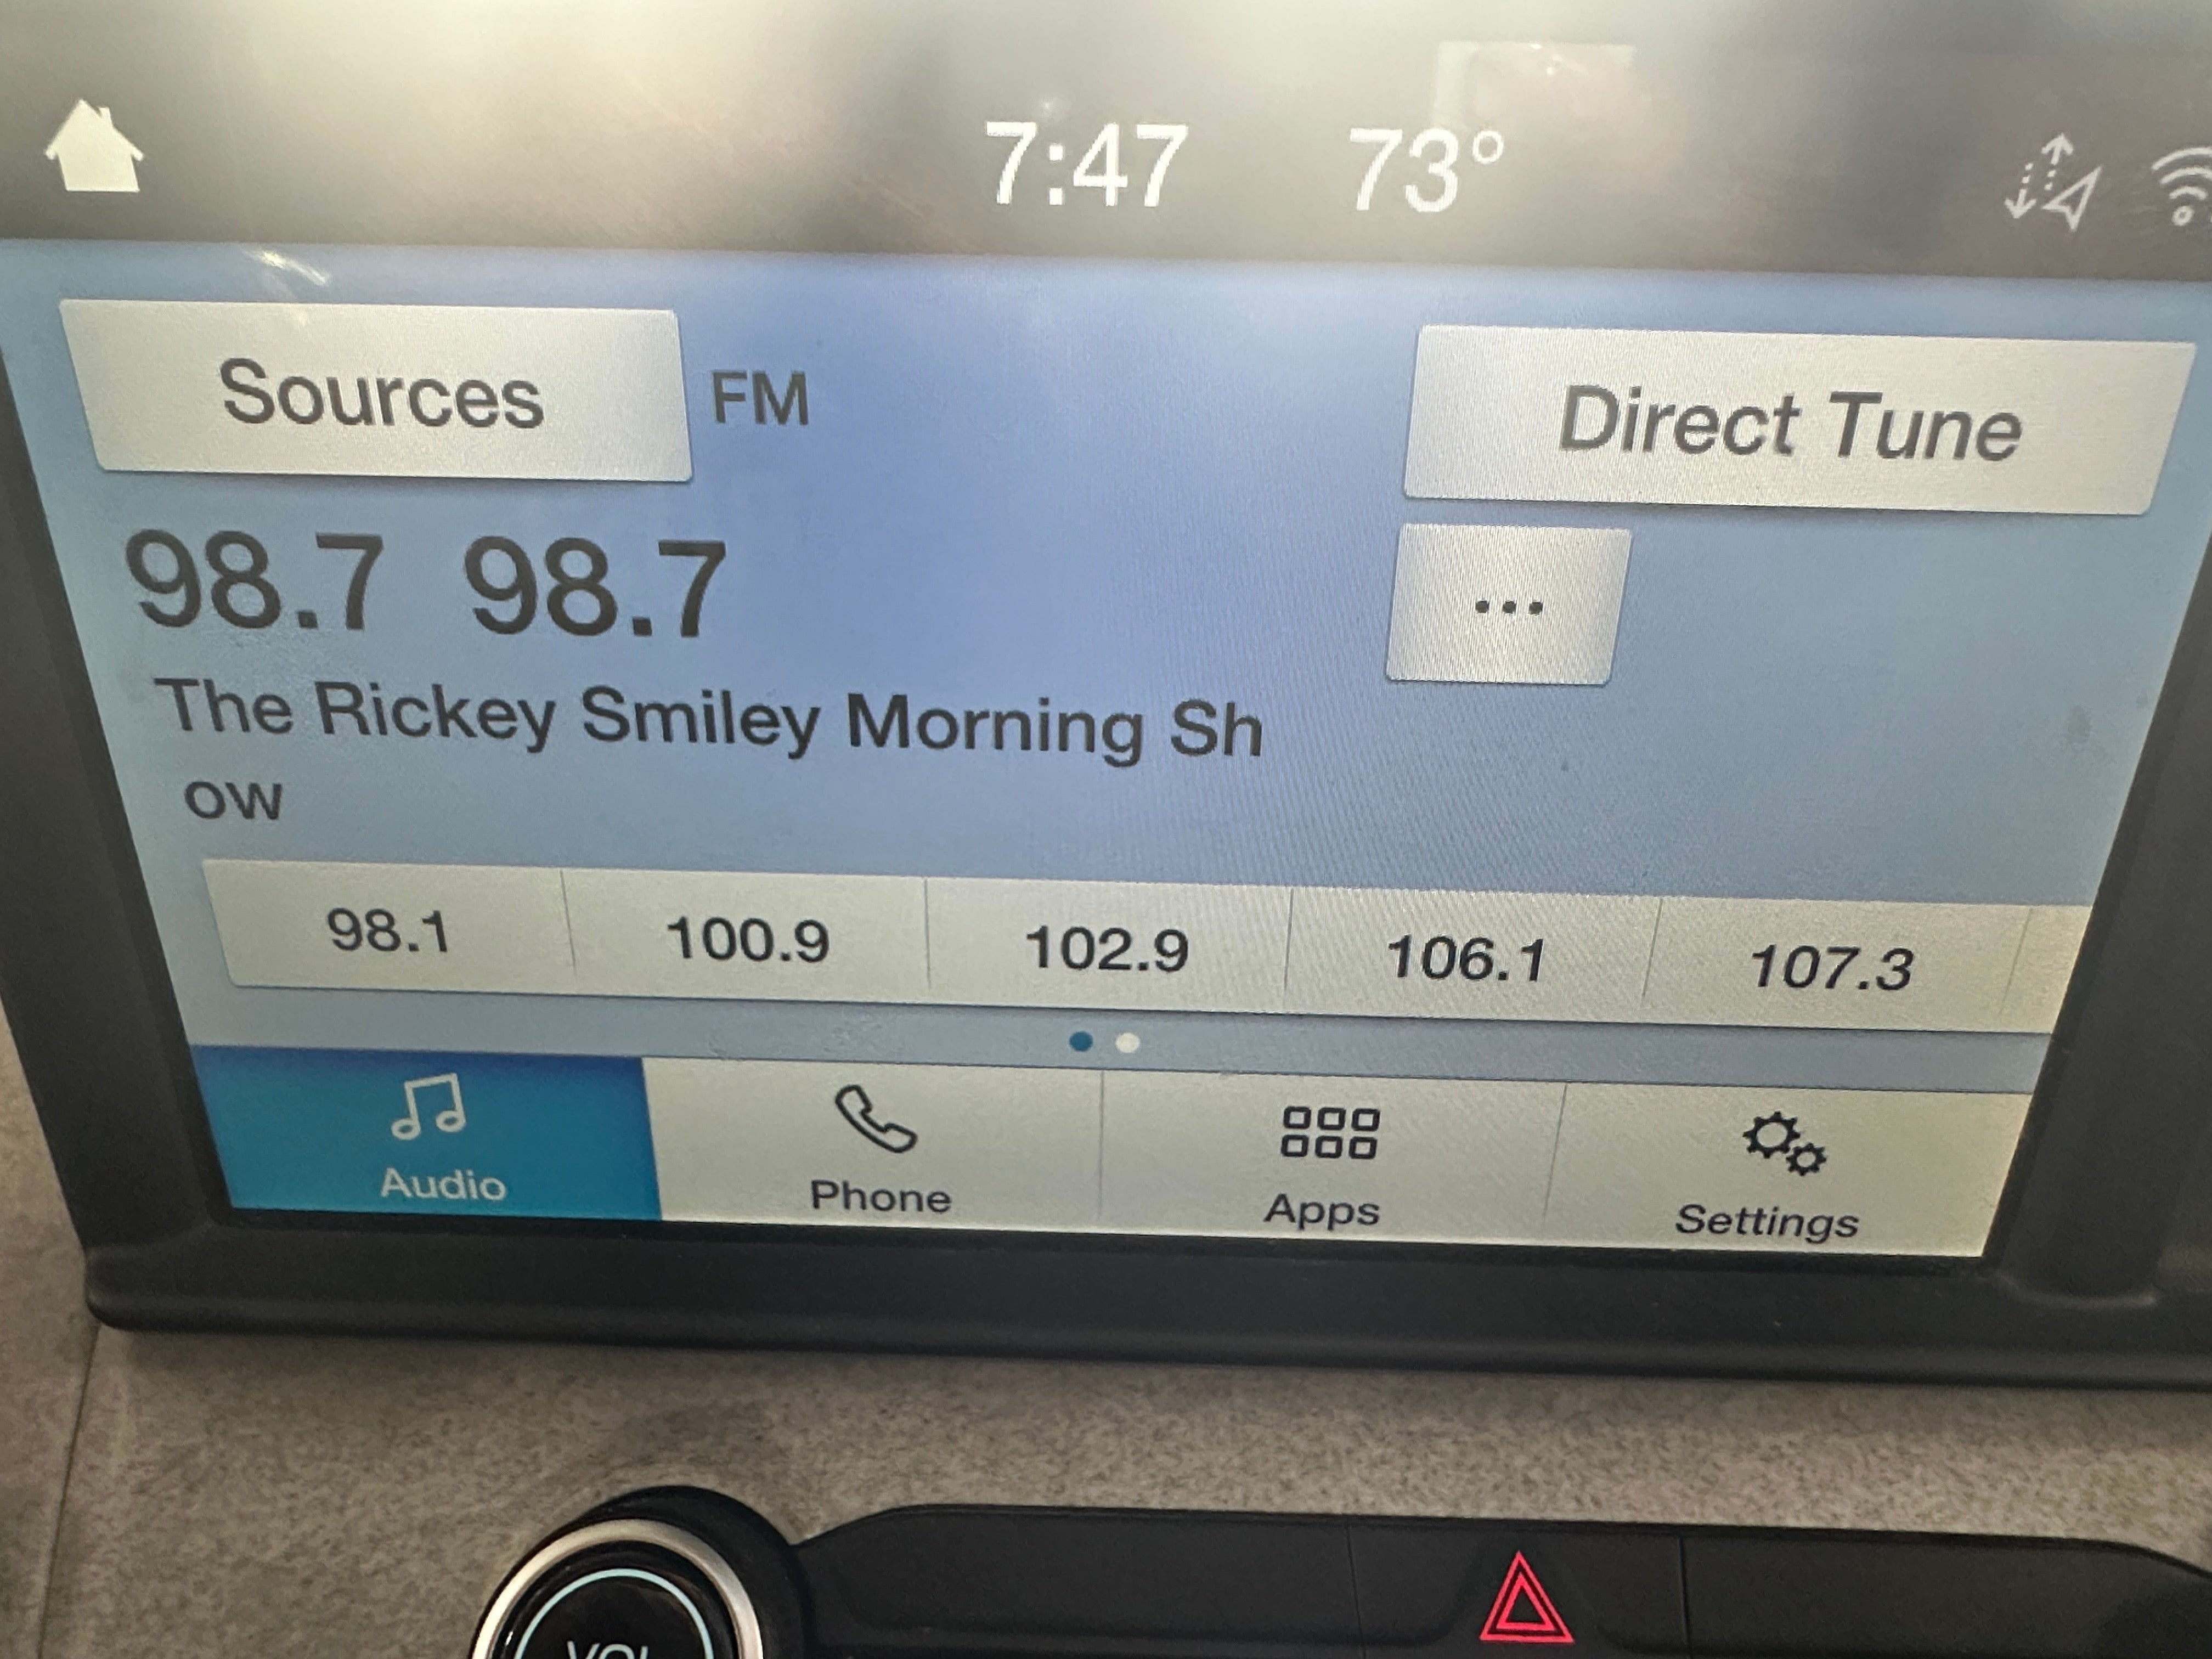 7:47 73°
Sources FM Direct Tune
98.7 98.7
...
The Rickey Smiley Morning Sh
ow
98.1 100.9 102.9 106.1 107.3
Audio Phone Apps Settings
VOL